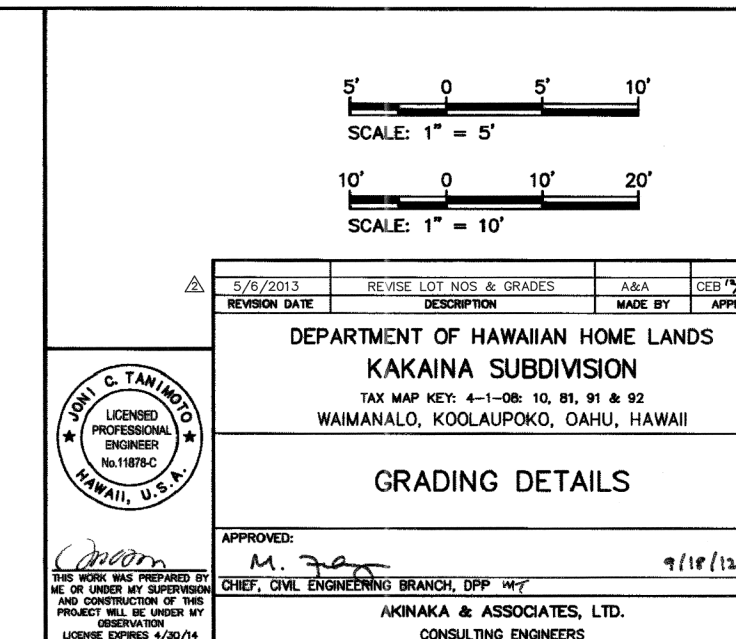 5' 0 5' 10'
SCALE: 1" = 5'
10' 0 10' 20'
SCALE: 1" = 10'
2 5/6/2013 REVISE LOT NOS & GRADES A&A CEB
REVISION DATE DESCRIPTION MADE BY
DEPARTMENT OF HAWAIIAN HOME LANDS
KAKAINA SUBDIVISION
TAX MAP KEY: 4-1-08: 10, 81, 91 & 92
WAIMANALO, KOOLAUPOKO, OAHU, HAWAII
JONI C. TANIMOTO
LICENSED
PROFESSIONAL
ENGINEER
No.11878-C
HAWAII, U.S.A.
GRADING DETAILS
APPROVED:
9/18/12
CHIEF, CIVIL ENGINEERING BRANCH, DPP
THIS WORK WAS PREPARED BY
ME OR UNDER MY SUPERVISION
AND CONSTRUCTION OF THIS
PROJECT WILL BE UNDER MY
OBSERVATION
LICENSE EXPIRES 4/30/14
AKINAKA & ASSOCIATES, LTD.
CONSULTING ENGINEERS